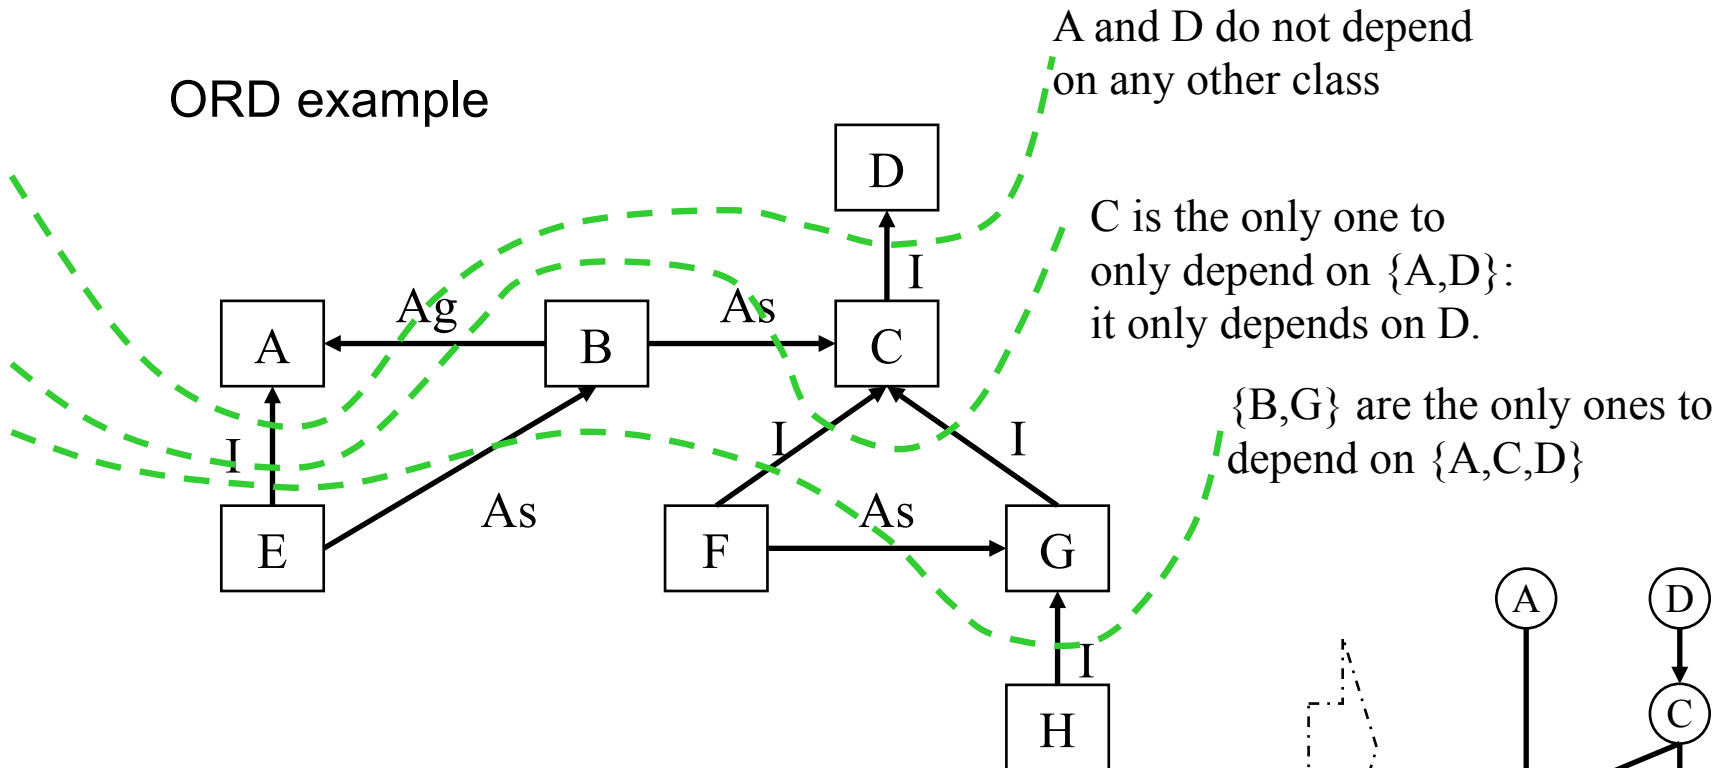 A and D do not depend
on any other class
ORD example
D
C is the only one to
only depend on {A,D}:
it only depends on D.
I
Ag
As
A
B
C
{B,G} are the only ones to
depend on {A,C,D}
I
I
I
As
As
E
F
G
A
D
I
H
C